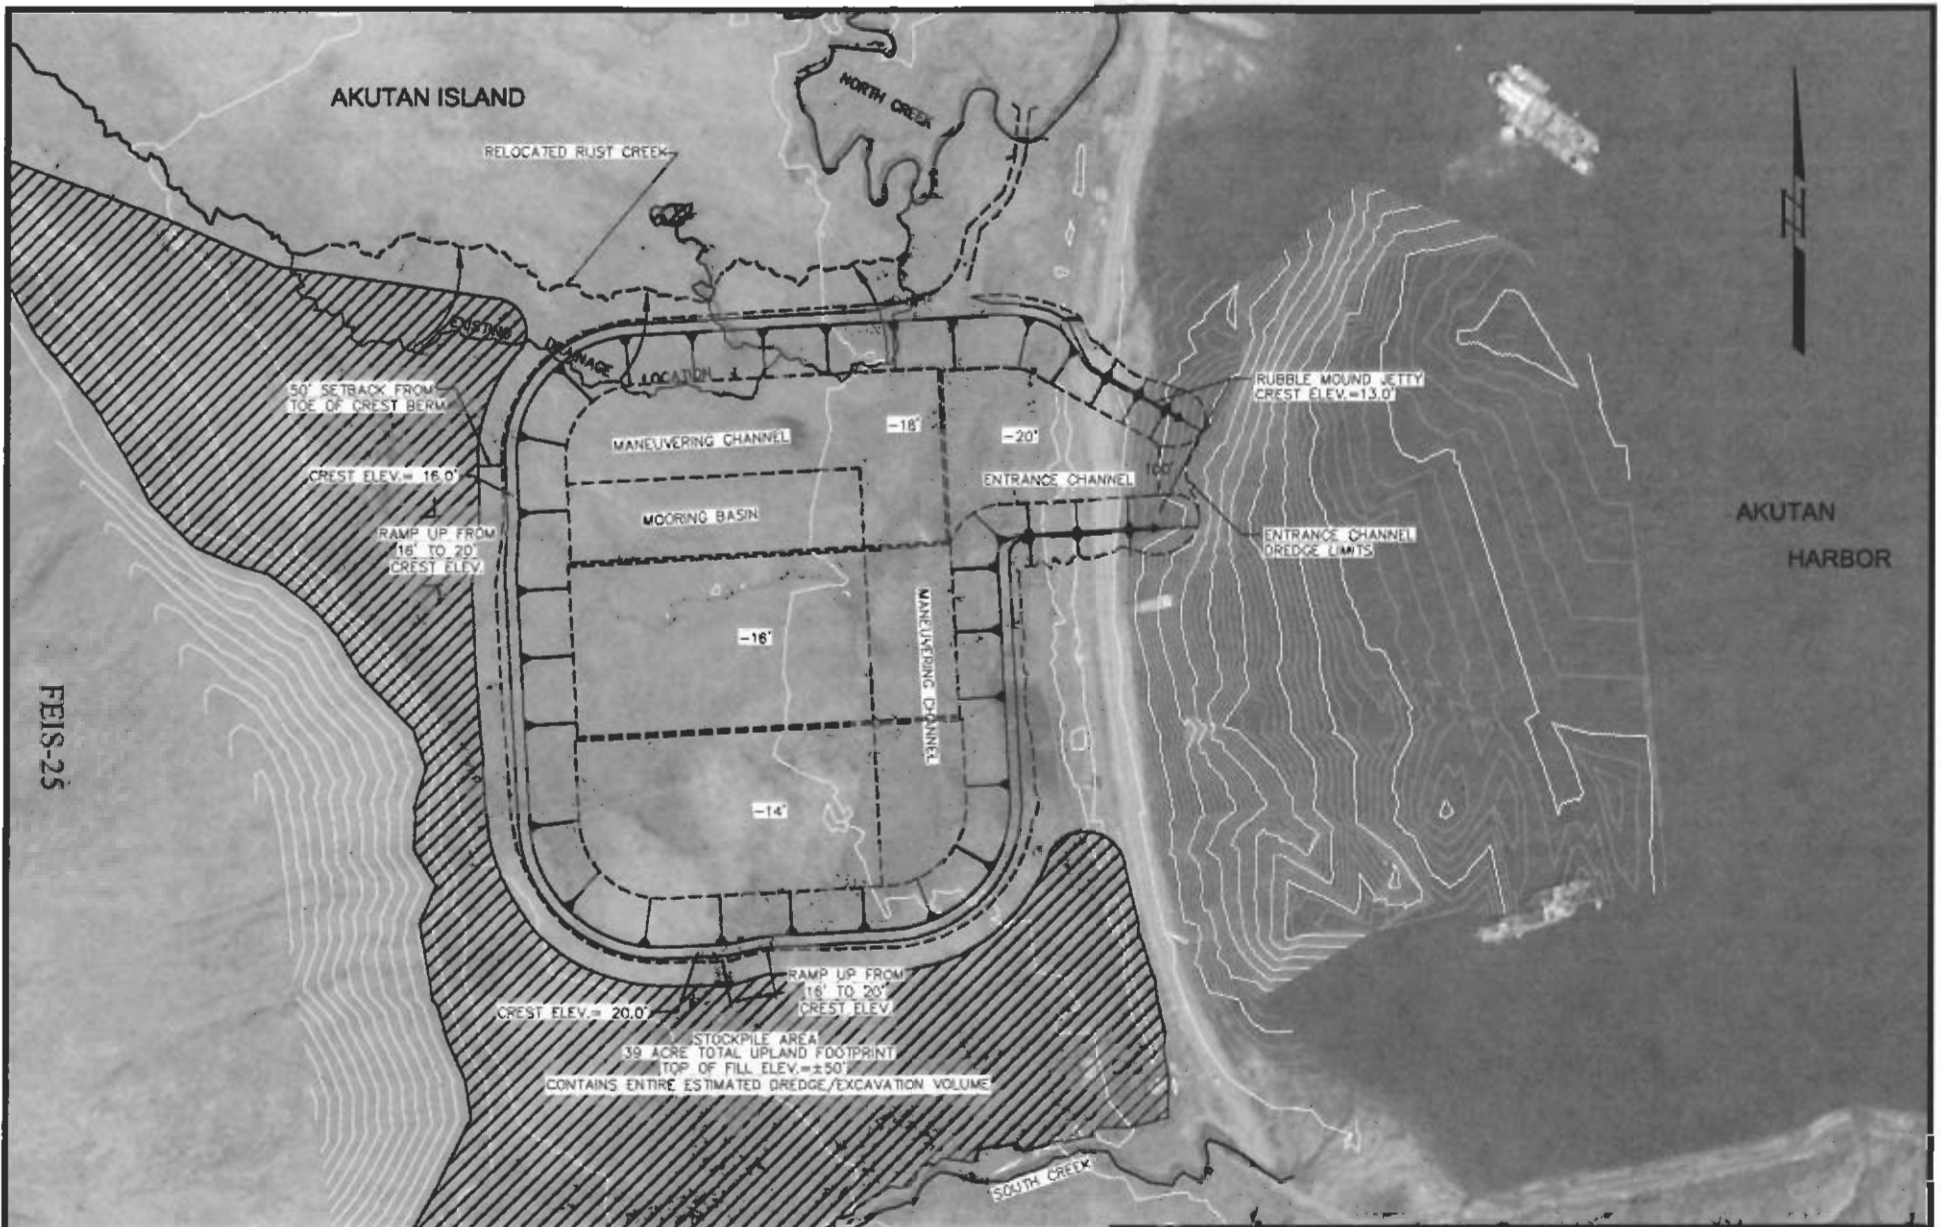 AKUTAN ISLAND
NORTH CREEK
RELOCATED RUST CREEK
EXISTING
DRAINAGE
LOCATION
50' SETBACK FROM
TOE OF CREST BERM
RUBBLE MOUND JETTY
CREST ELEV.=13.0'
-18'
-20'
MANEUVERING CHANNEL
CREST ELEV.= 16.0'
ENTRANCE CHANNEL
100'
MOORING BASIN
AKUTAN
HARBOR
RAMP UP FROM
16' TO 20'
CREST ELEV.
ENTRANCE CHANNEL
DREDGE LIMITS
MANEUVERING CHANNEL
-16'
FEIS-25
-14'
RAMP UP FROM
16' TO 20'
CREST ELEV.
CREST ELEV.= 20.0'
STOCKPILE AREA
39 ACRE TOTAL UPLAND FOOTPRINT
TOP OF FILL ELEV.=±50'
CONTAINS ENTIRE ESTIMATED DREDGE/EXCAVATION VOLUME
SOUTH CREEK